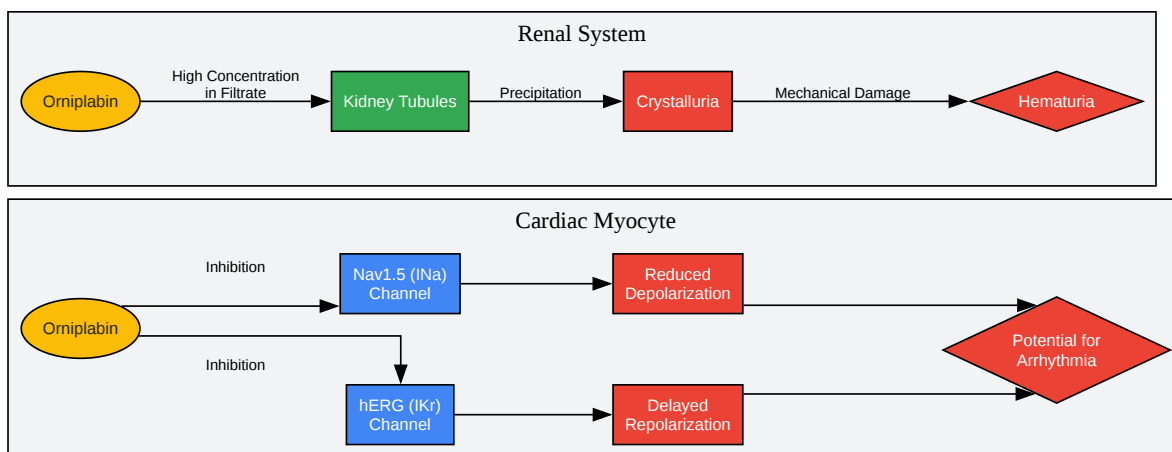 Renal System
Orniplabin
High Concentration
in Filtrate
Kidney Tubules
Precipitation
Crystalluria
Mechanical Damage
Hematuria
Cardiac Myocyte
Orniplabin
Inhibition
Nav1.5 (INa)
Channel
Reduced
Depolarization
Inhibition
hERG (IKr)
Channel
Delayed
Repolarization
Potential for
Arrhythmia